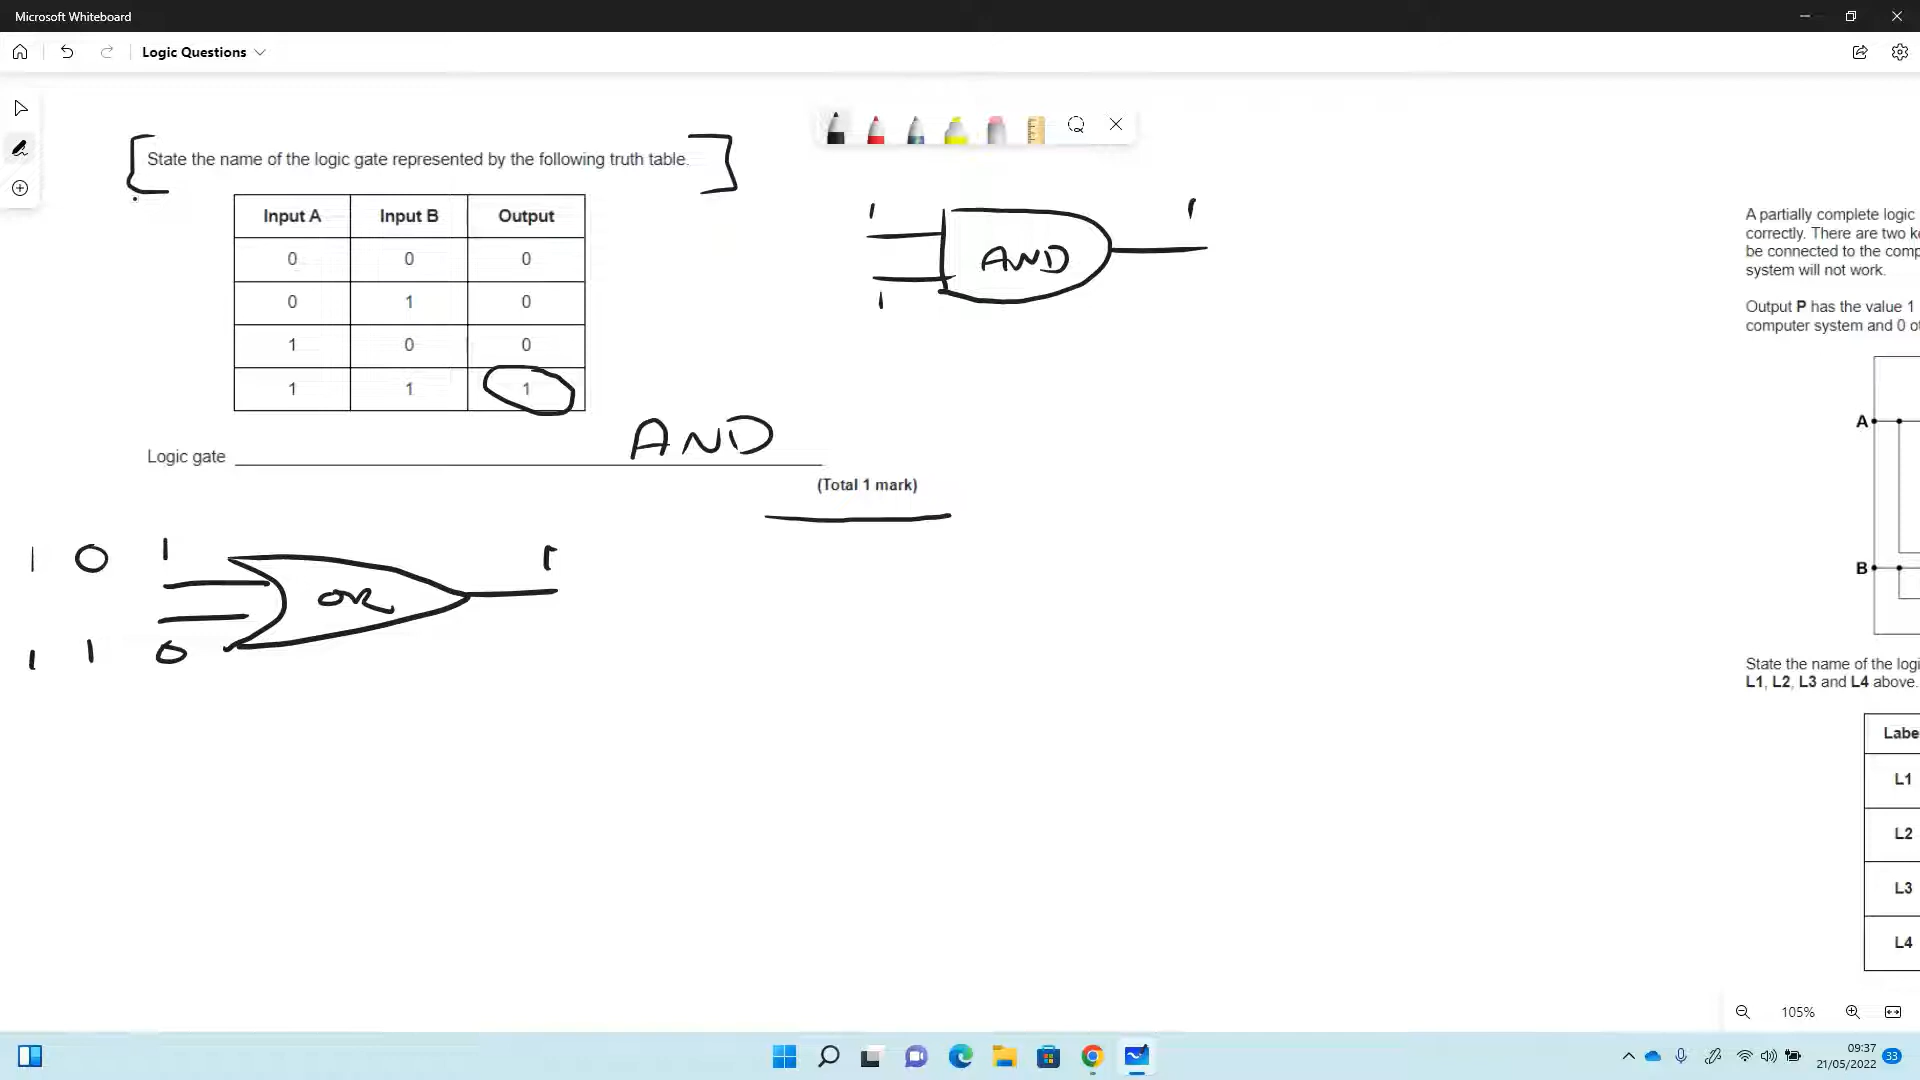 Microsoft Whiteboard
Logic Questions
State the name of the logic gate represented by the following truth table.
Input A Input B Output
0 0 0
0 1 0
1 0 0
1 1 1
Logic gate AND
(Total 1 mark)
1 1
AND
1
1 0 1 1
OR
1 1 0
A partially complete logic
correctly. There are two
be connected to the
system will not work.
Output P has the value 1
computer system and 0
A
B
State the name of the
L1, L2, L3 and L4 above.
L1
L2
L3
L4
105%
09:37
21/05/2022
33